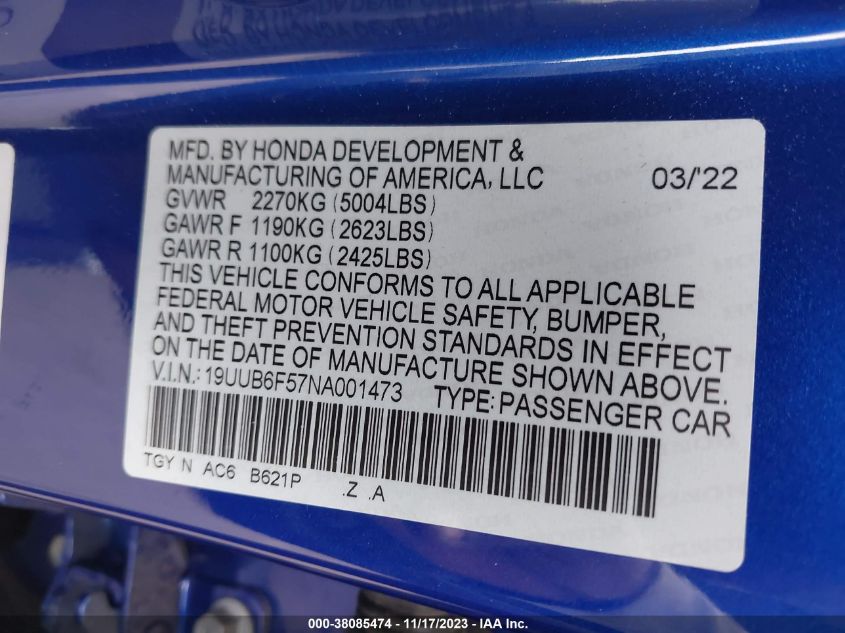 MFD. BY HONDA DEVELOPMENT &
MANUFACTURING OF AMERICA, LLC 03/'22
GVWR 2270KG (5004LBS)
GAWR F 1190KG (2623LBS)
GAWR R 1100KG (2425LBS)
THIS VEHICLE CONFORMS TO ALL APPLICABLE
FEDERAL MOTOR VEHICLE SAFETY, BUMPER,
AND THEFT PREVENTION STANDARDS IN EFFECT
ON THE DATE OF MANUFACTURE SHOWN ABOVE.
V.I.N.: 19UUB6F57NA001473 TYPE: PASSENGER CAR
TGY N AC6 B621P .Z .A
000-38085474 - 11/17/2023 - IAAI.COM